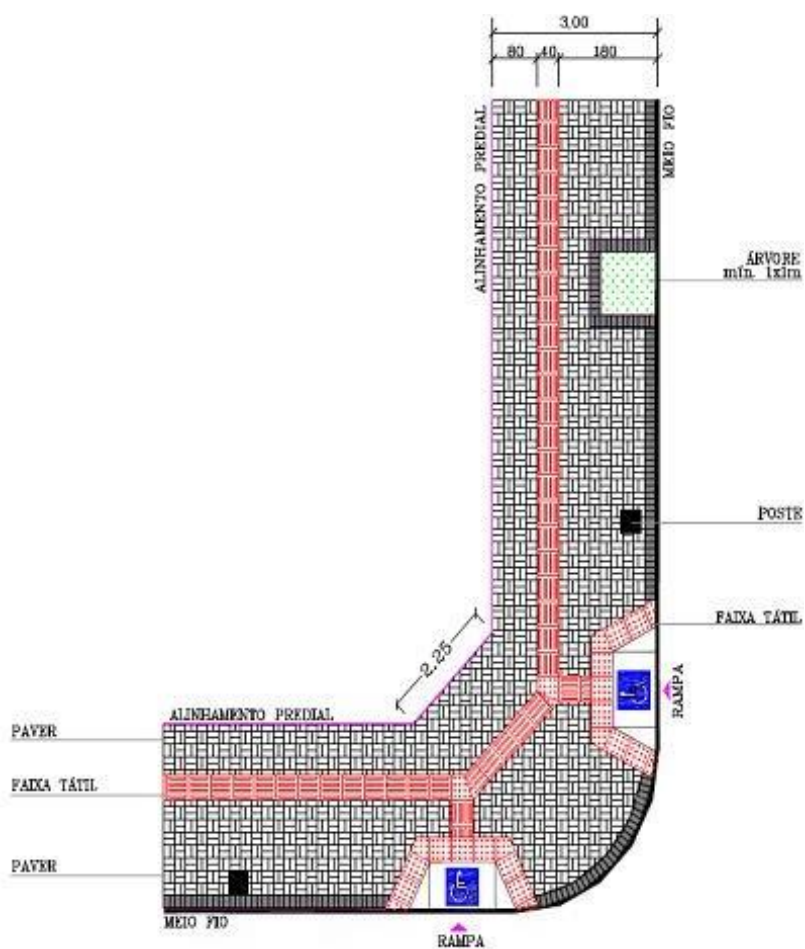 3,00
80 40 180
ALINHAMENTO PREDIAL
MEIO FIO
ÁRVORE
mín. 1x1m
POSTE
FAIXA TÁTIL
2.25
RAMPA
ALINHAMENTO PREDIAL
PAVER
FAIXA TÁTIL
PAVER
MEIO FIO
RAMPA